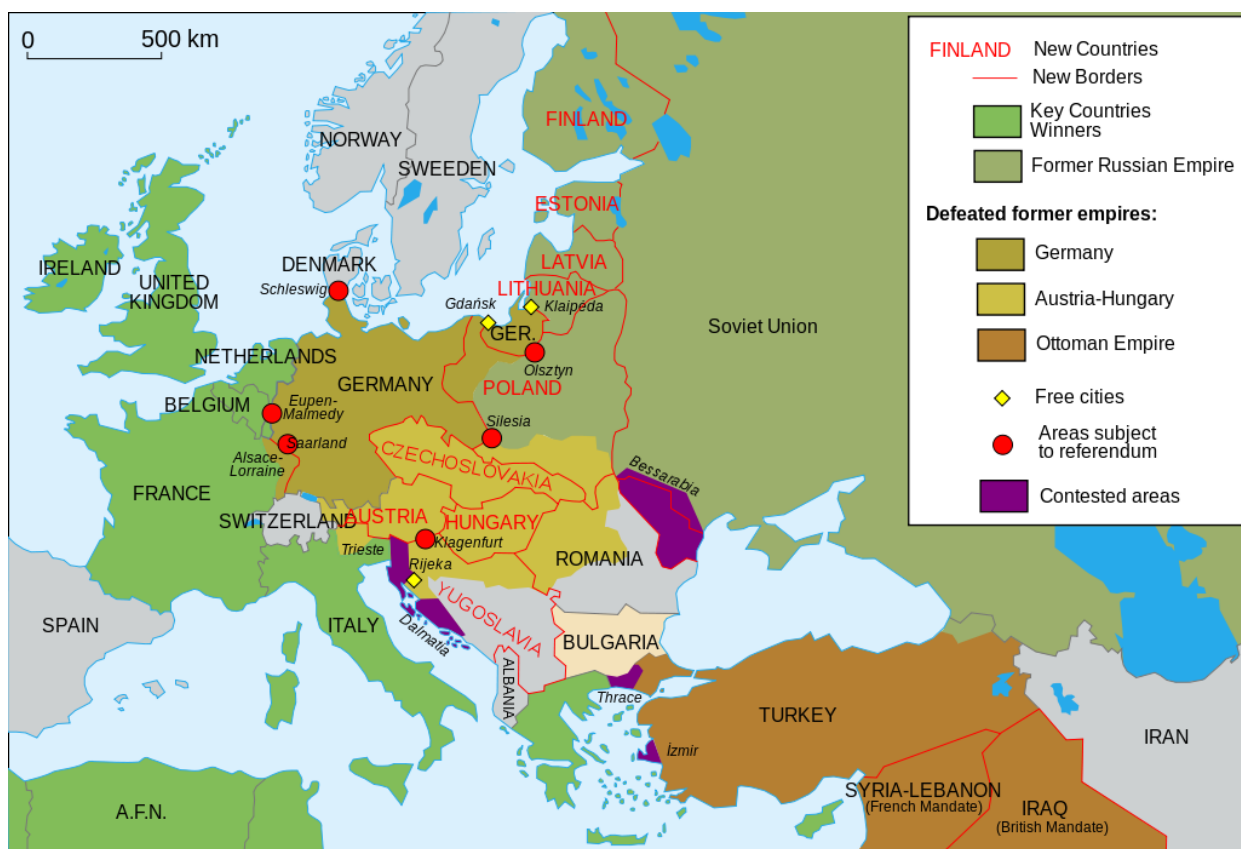 0 500 km
FINLAND New Countries
New Borders
Key Countries
Winners
Former Russian Empire
Defeated former empires:
Germany
Austria-Hungary
Ottoman Empire
Free cities
Areas subject
to referendum
Contested areas
NORWAY
SWEEDEN
FINLAND
ESTONIA
LATVIA
LITHUANIA
Klaipėda
IRELAND
UNITED
KINGDOM
DENMARK
Schleswig
Gdańsk
GER.
Olsztyn
Soviet Union
NETHERLANDS
GERMANY
POLAND
BELGIUM
Eupen-
Malmedy
Silesia
Saarland
Alsace-
Lorraine
CZECHOSLOVAKIA
Bessarabia
FRANCE
SWITZERLAND
AUSTRIA
HUNGARY
Klagenfurt
Trieste
Rijeka
ROMANIA
SPAIN
ITALY
YUGOSLAVIA
Dalmatia
BULGARIA
ALBANIA
Thrace
TURKEY
IRAN
İzmir
SYRIA-LEBANON
(French Mandate)
IRAQ
(British Mandate)
A.F.N.